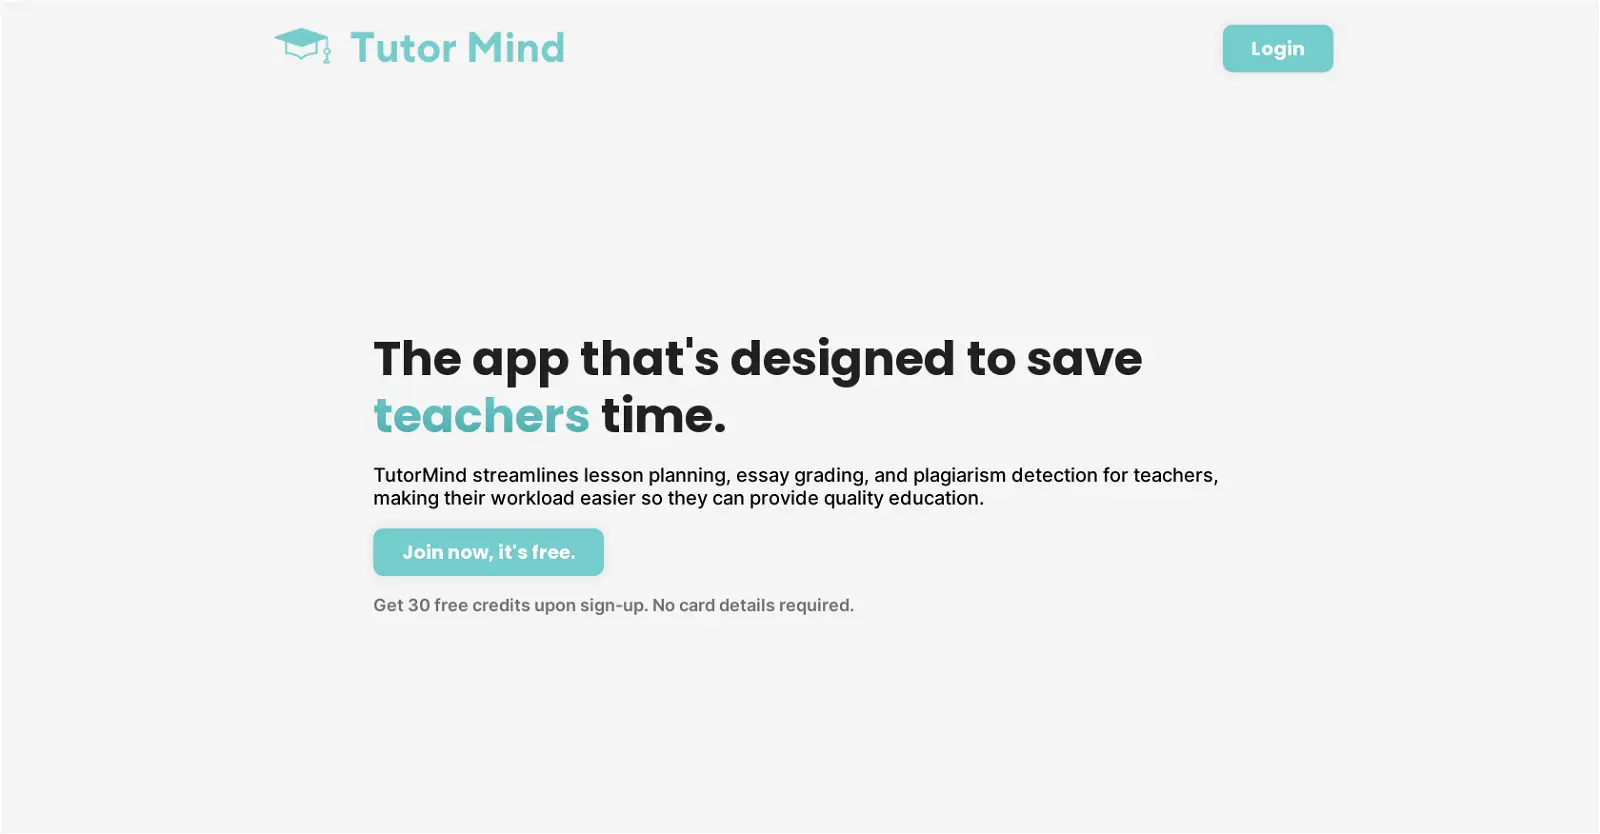 Tutor Mind
Login
The app that's designed to save
teachers time.
TutorMind streamlines lesson planning, essay grading, and plagiarism detection for teachers,
making their workload easier so they can provide quality education.
Join now, it's free.
Get 30 free credits upon sign-up. No card details required.